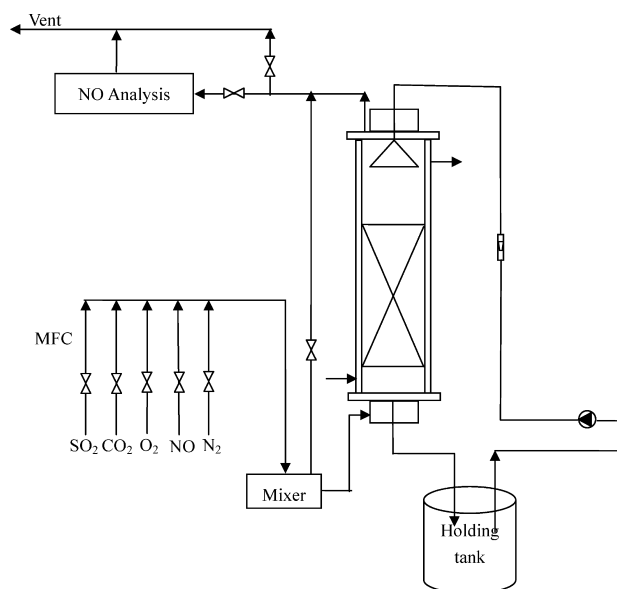 Vent
NO Analysis
MFC
SO₂ CO₂ O₂ NO N₂
Mixer
Holding
tank